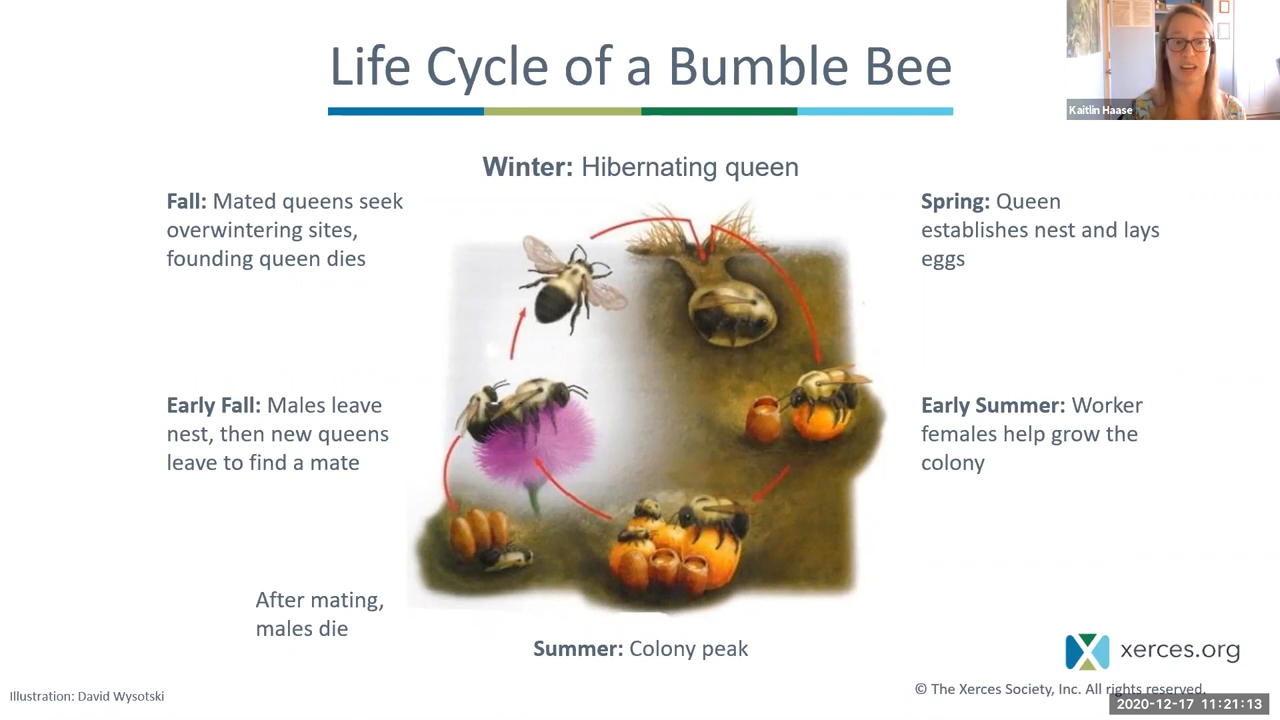 Life Cycle of a Bumble Bee
Kaitlin Haase
Winter: Hibernating queen
Fall: Mated queens seek
overwintering sites,
founding queen dies
Spring: Queen
establishes nest and lays
eggs
Early Fall: Males leave
nest, then new queens
leave to find a mate
Early Summer: Worker
females help grow the
colony
After mating,
males die
Summer: Colony peak
xerces.org
Illustration: David Wysotski
© The Xerces Society, Inc. All rights reserved.
2020-12-17 11:21:13